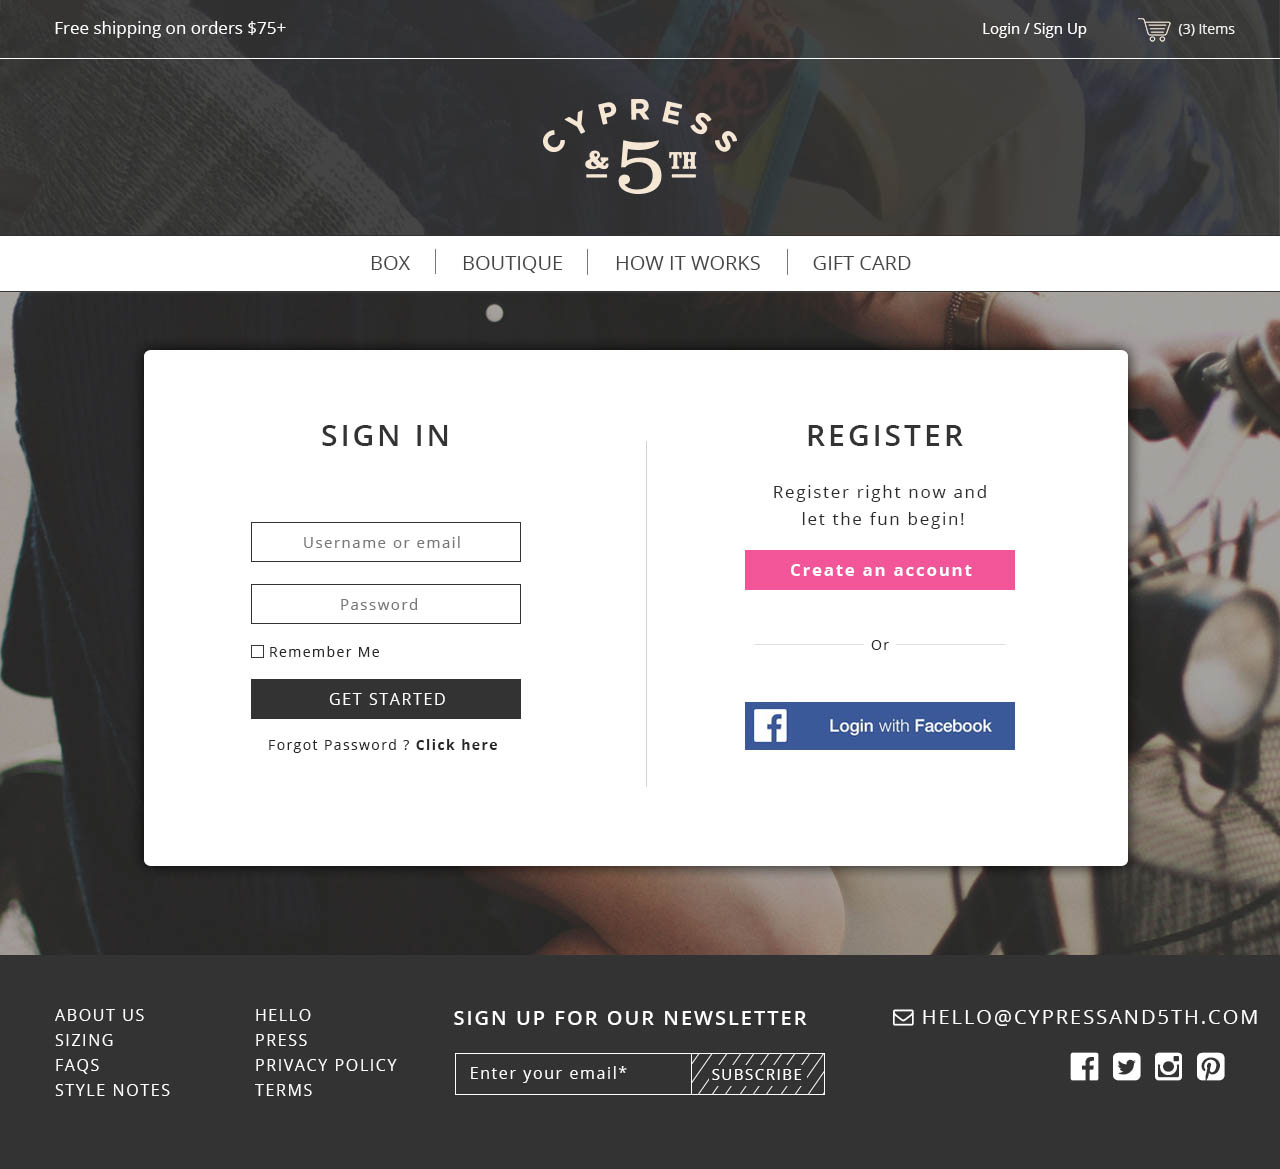 Free shipping on orders $75+
Login / Sign Up
(3) Items
CYPRESS
& 5TH
BOX
BOUTIQUE
HOW IT WORKS
GIFT CARD
SIGN IN
Username or email
Password
Remember Me
GET STARTED
Forgot Password ? Click here
REGISTER
Register right now and
let the fun begin!
Create an account
Or
Login with Facebook
ABOUT US
SIZING
FAQS
STYLE NOTES
HELLO
PRESS
PRIVACY POLICY
TERMS
SIGN UP FOR OUR NEWSLETTER
Enter your email*
SUBSCRIBE
HELLO@CYPRESSAND5TH.COM